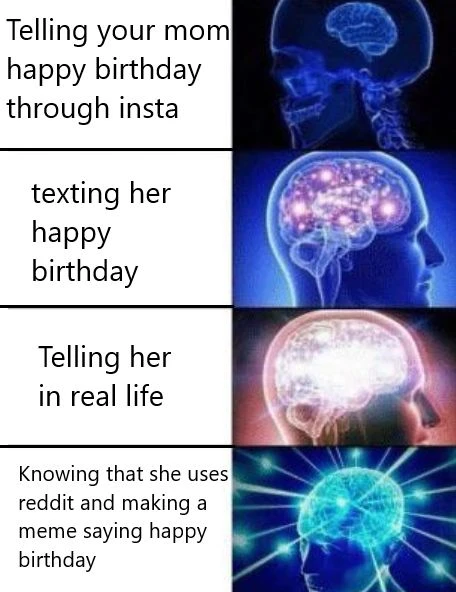 Telling your mom
happy birthday
through insta
texting her
happy
birthday
Telling her
in real life
Knowing that she uses
reddit and making a
meme saying happy
birthday